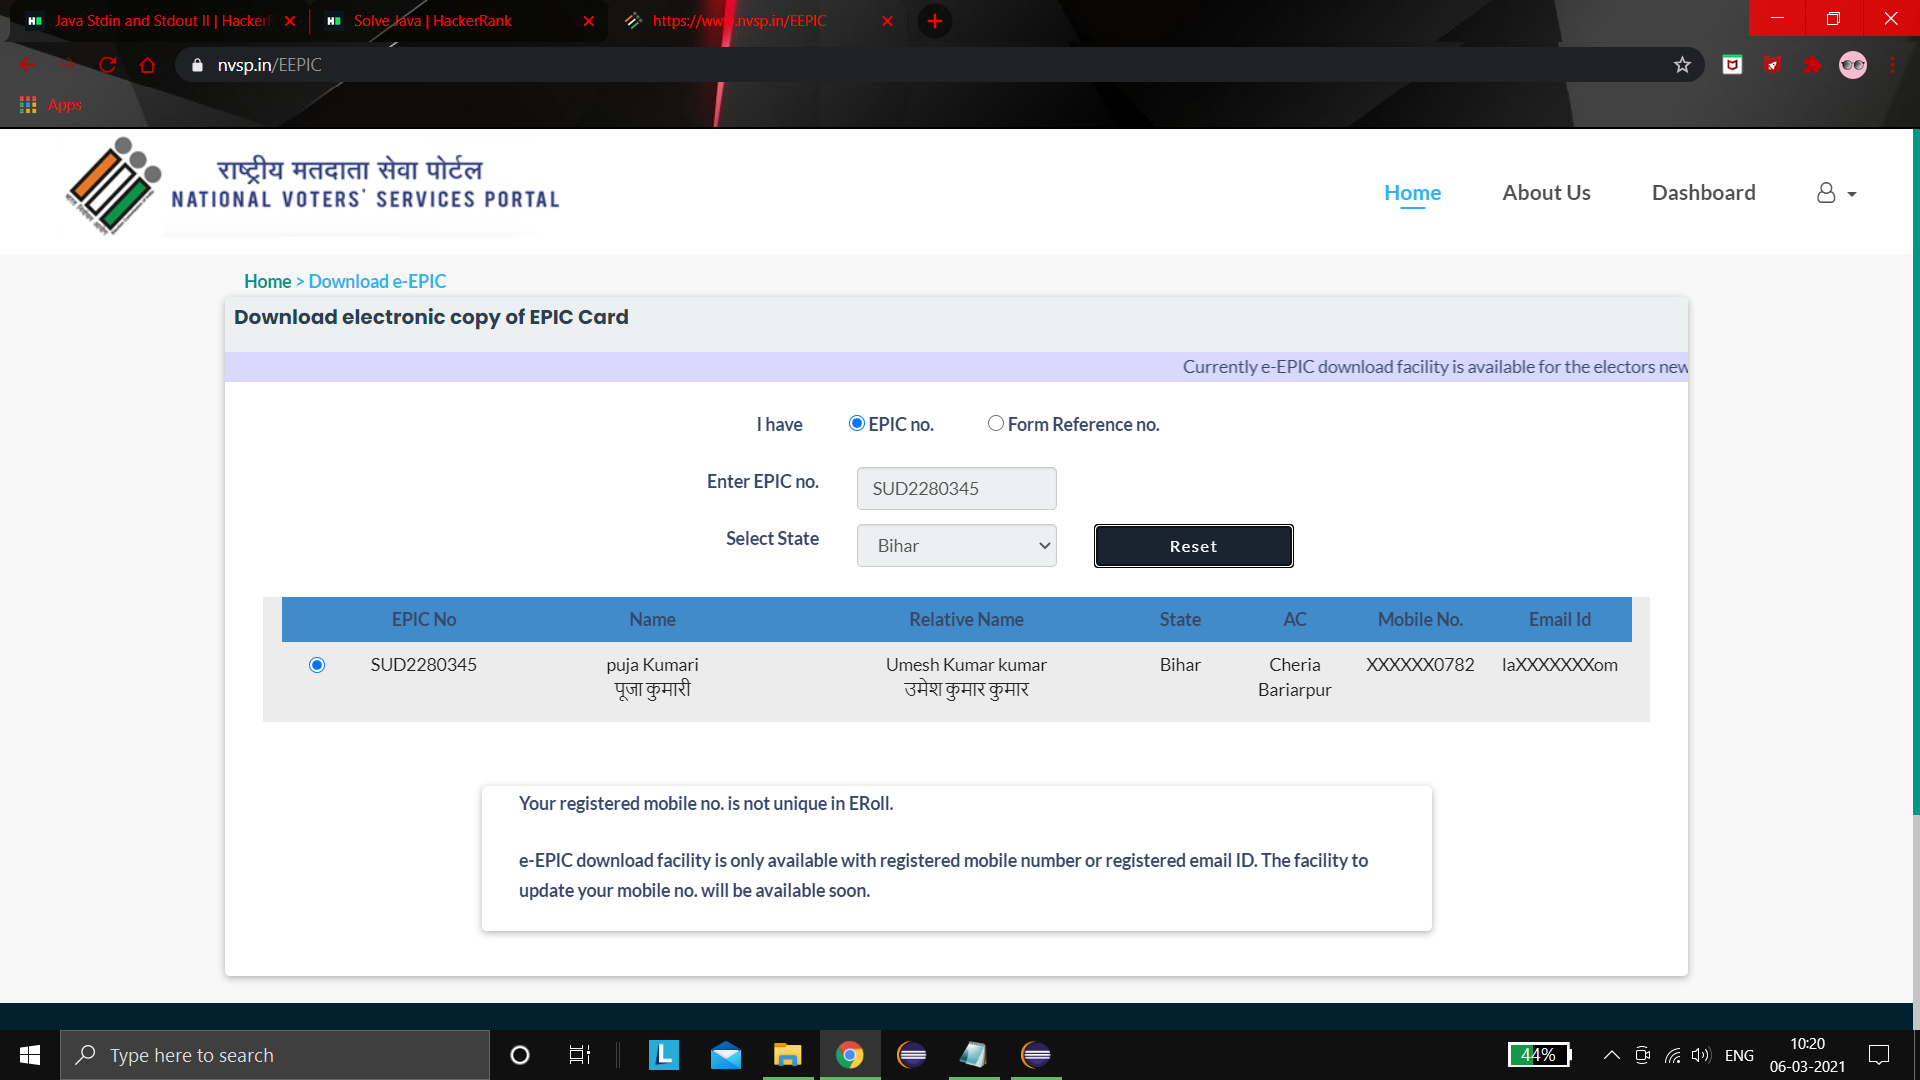 Java Stdin and Stdout II | Hacker
Solve Java | HackerRank
https://www.nvsp.in/EEPIC
nvsp.in/EEPIC
Apps
राष्ट्रीय मतदाता सेवा पोर्टल
NATIONAL VOTERS' SERVICES PORTAL
Home
About Us
Dashboard
Home > Download e-EPIC
Download electronic copy of EPIC Card
Currently e-EPIC download facility is available for the electors new
I have
EPIC no.
Form Reference no.
Enter EPIC no.
SUD2280345
Select State
Bihar
Reset
EPIC No Name Relative Name State AC Mobile No. Email Id
SUD2280345 puja Kumari Umesh Kumar kumar Bihar Cheria XXXXXX0782 laXXXXXXXom
पूजा कुमारी उमेश कुमार कुमार Bariarpur
Your registered mobile no. is not unique in ERoll.
e-EPIC download facility is only available with registered mobile number or registered email ID. The facility to
update your mobile no. will be available soon.
Type here to search
44%
ENG
10:20
06-03-2021